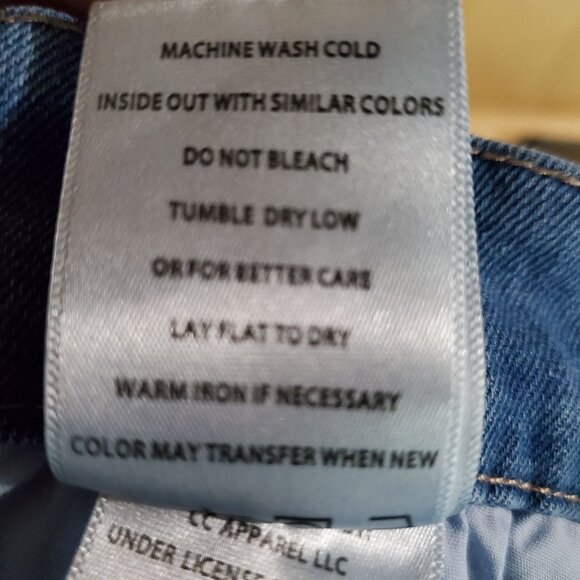 MACHINE WASH COLD
INSIDE OUT WITH SIMILAR COLORS
DO NOT BLEACH
TUMBLE DRY LOW
OR FOR BETTER CARE
LAY FLAT TO DRY
WARM IRON IF NECESSARY
COLOR MAY TRANSFER WHEN NEW
CC APPAREL LLC
UNDER LICENSE